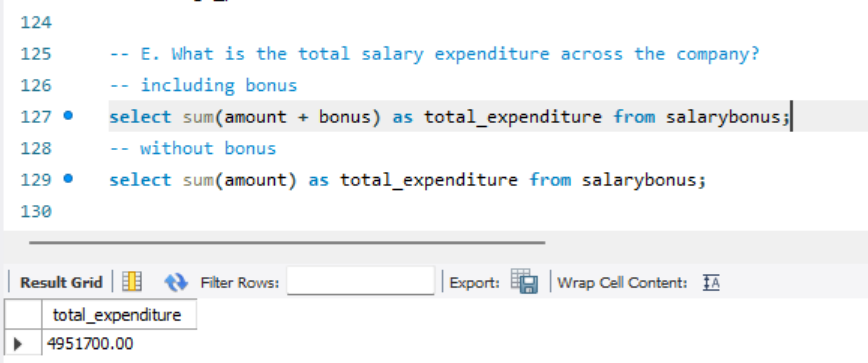 124
125 -- E. What is the total salary expenditure across the company?
126 -- including bonus
127 select sum(amount + bonus) as total_expenditure from salarybonus;
128 -- without bonus
129 select sum(amount) as total_expenditure from salarybonus;
130
Result Grid Filter Rows: Export: Wrap Cell Content:
total_expenditure
4951700.00